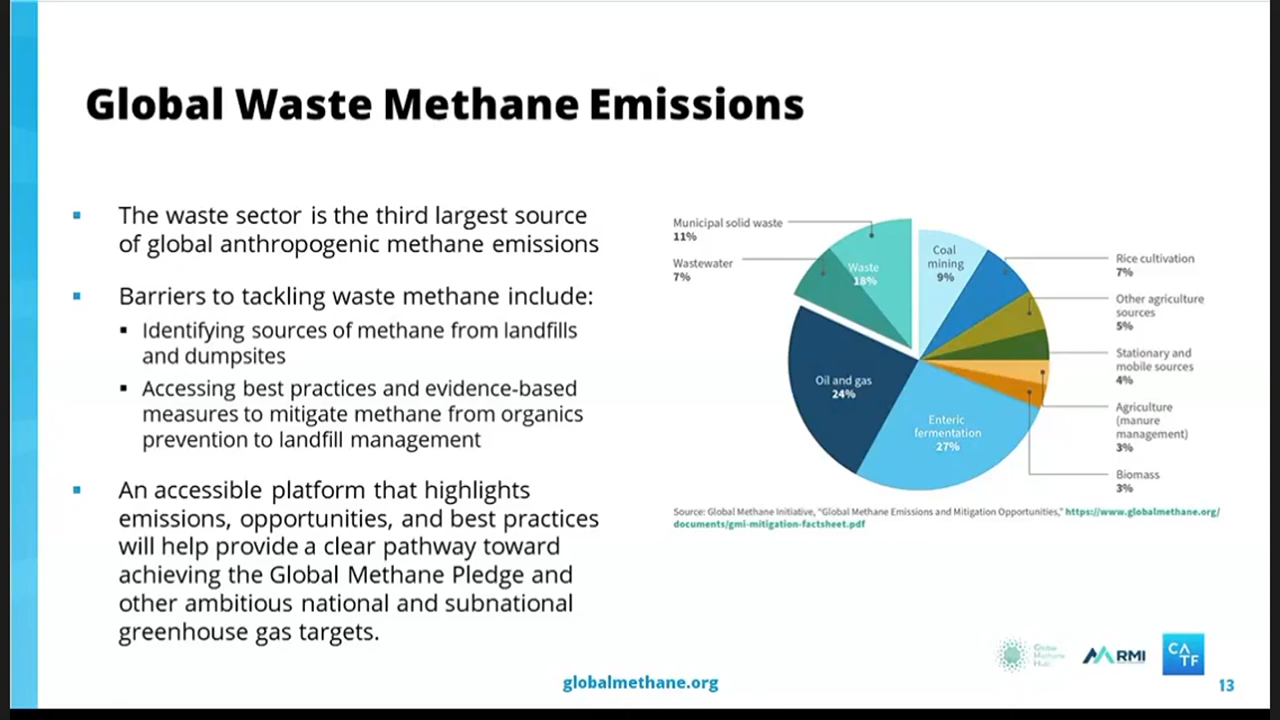 Global Waste Methane Emissions
▪ The waste sector is the third largest source
of global anthropogenic methane emissions
▪ Barriers to tackling waste methane include:
▪ Identifying sources of methane from landfills
and dumpsites
▪ Accessing best practices and evidence-based
measures to mitigate methane from organics
prevention to landfill management
▪ An accessible platform that highlights
emissions, opportunities, and best practices
will help provide a clear pathway toward
achieving the Global Methane Pledge and
other ambitious national and subnational
greenhouse gas targets.
Municipal solid waste
11%
Wastewater
7%
Waste
18%
Coal
mining
9%
Rice cultivation
7%
Other agriculture
sources
5%
Stationary and
mobile sources
4%
Agriculture
(manure
management)
3%
Biomass
3%
Oil and gas
24%
Enteric
fermentation
27%
Source: Global Methane Initiative, "Global Methane Emissions and Mitigation Opportunities," https://www.globalmethane.org/
documents/gmi-mitigation-factsheet.pdf
Global
Methane
Hub
RMI
CA
TF
globalmethane.org
13